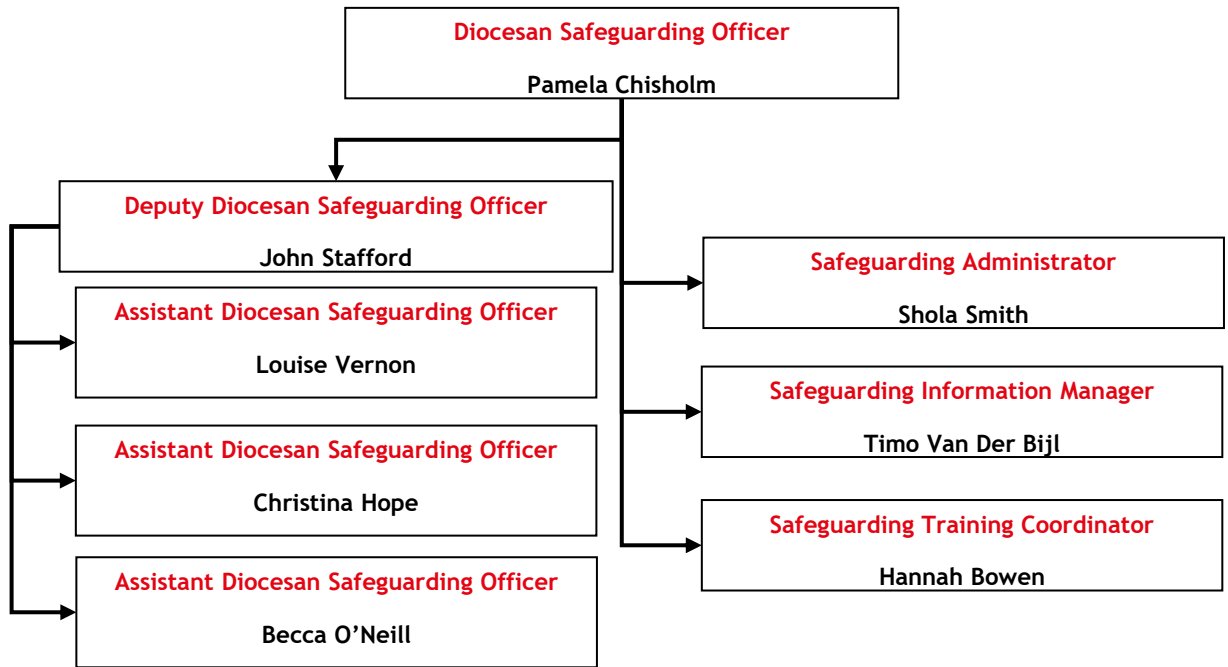 Diocesan Safeguarding Officer
Pamela Chisholm
Deputy Diocesan Safeguarding Officer
John Stafford
Assistant Diocesan Safeguarding Officer
Louise Vernon
Assistant Diocesan Safeguarding Officer
Christina Hope
Assistant Diocesan Safeguarding Officer
Becca O’Neill
Safeguarding Administrator
Shola Smith
Safeguarding Information Manager
Timo Van Der Bijl
Safeguarding Training Coordinator
Hannah Bowen